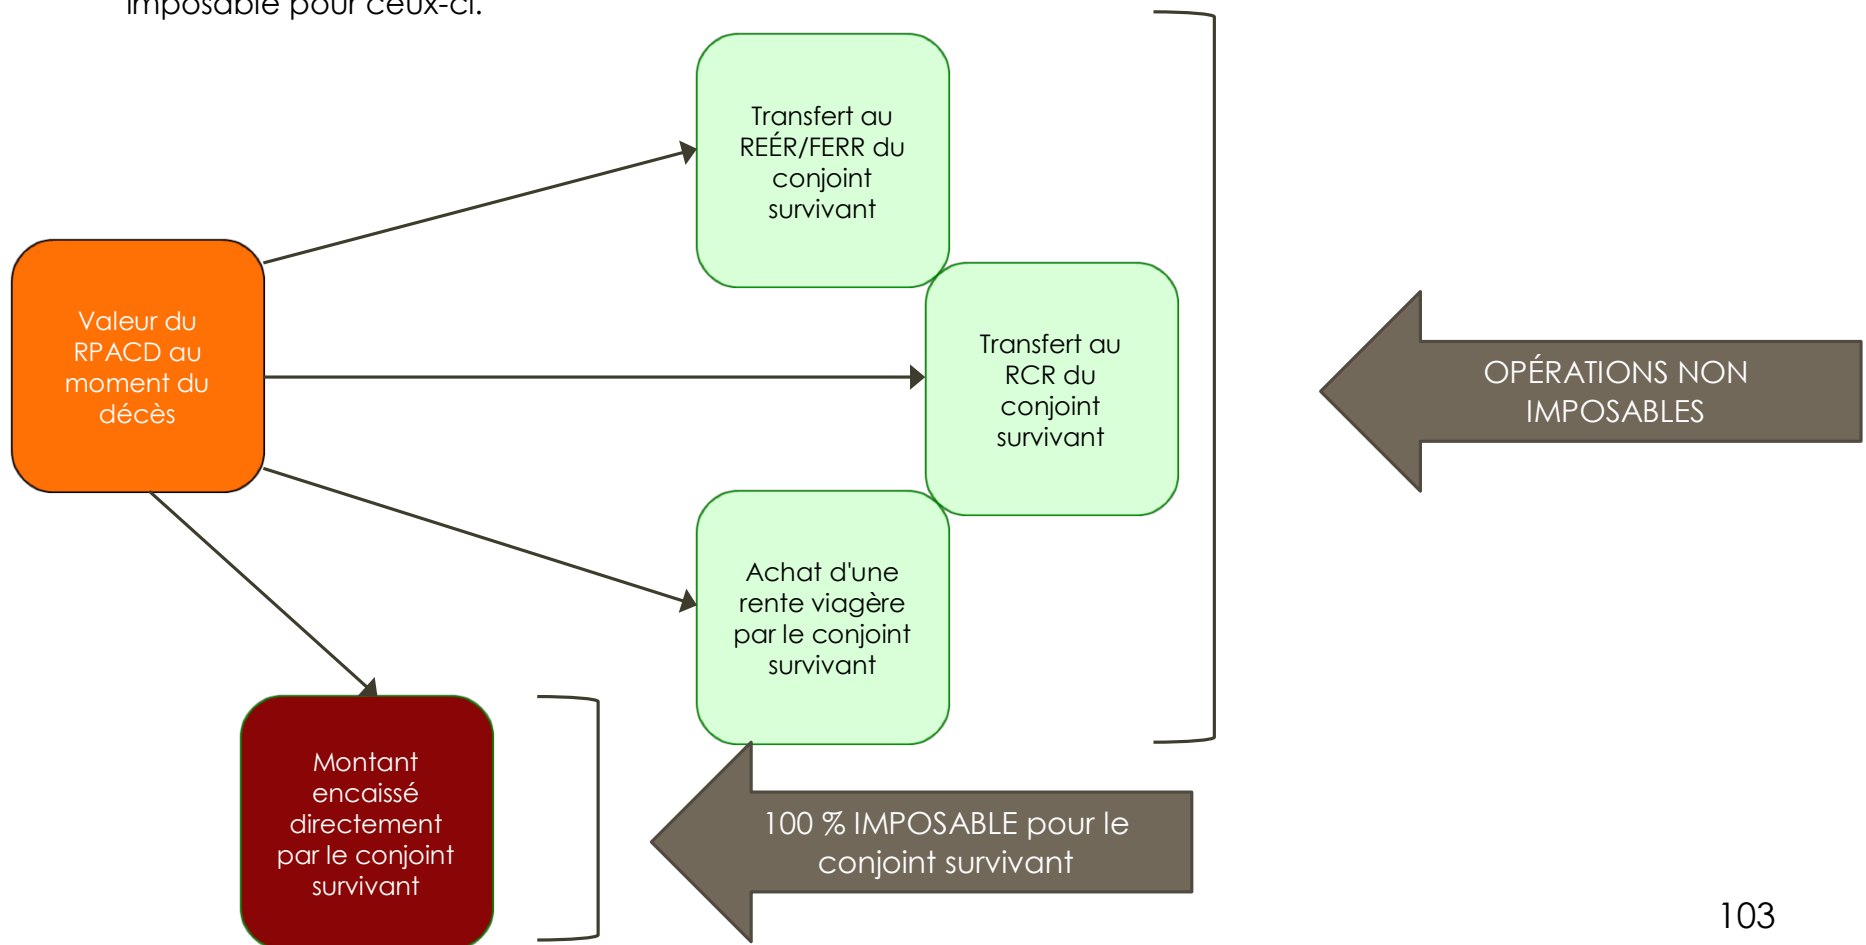 imposable pour ceux-ci.
Transfert au
REÉR/FERR du
conjoint
survivant
Valeur du
RPACD au
moment du
décès
Transfert au
RCR du
conjoint
survivant
OPÉRATIONS NON
IMPOSABLES
Achat d'une
rente viagère
par le conjoint
survivant
Montant
encaissé
directement
par le conjoint
survivant
100 % IMPOSABLE pour le
conjoint survivant
103